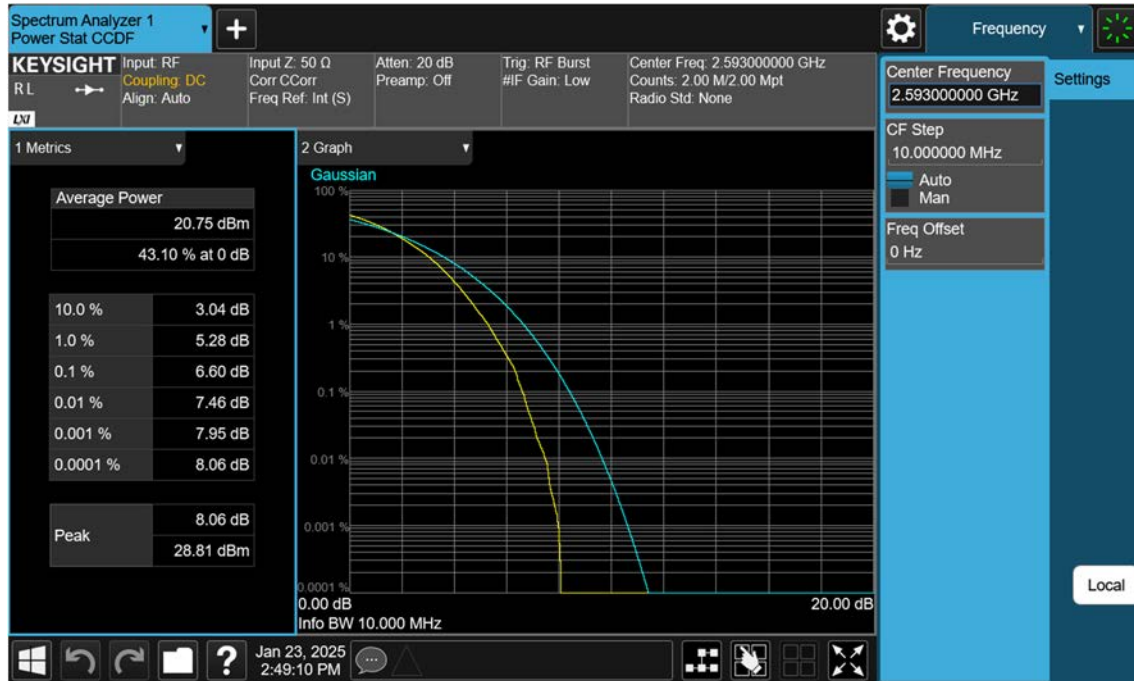 Spectrum Analyzer 1
Power Stat CCDF
Frequency
KEYSIGHT
R L
LXI
Input: RF
Coupling: DC
Align: Auto
Input Z: 50 Ω
Corr CCorr
Freq Ref: Int (S)
Atten: 20 dB
Preamp: Off
Trig: RF Burst
#IF Gain: Low
Center Freq: 2.593000000 GHz
Counts: 2.00 M/2.00 Mpt
Radio Std: None
Center Frequency
2.593000000 GHz
Settings
CF Step
10.000000 MHz
Auto
Man
Freq Offset
0 Hz
1 Metrics
Average Power
20.75 dBm
43.10 % at 0 dB
10.0 % 3.04 dB
1.0 % 5.28 dB
0.1 % 6.60 dB
0.01 % 7.46 dB
0.001 % 7.95 dB
0.0001 % 8.06 dB
Peak
8.06 dB
28.81 dBm
2 Graph
Gaussian
100 %
10 %
1 %
0.1 %
0.01 %
0.001 %
0.0001 %
0.00 dB 20.00 dB
Info BW 10.000 MHz
Local
?
Jan 23, 2025
2:49:10 PM